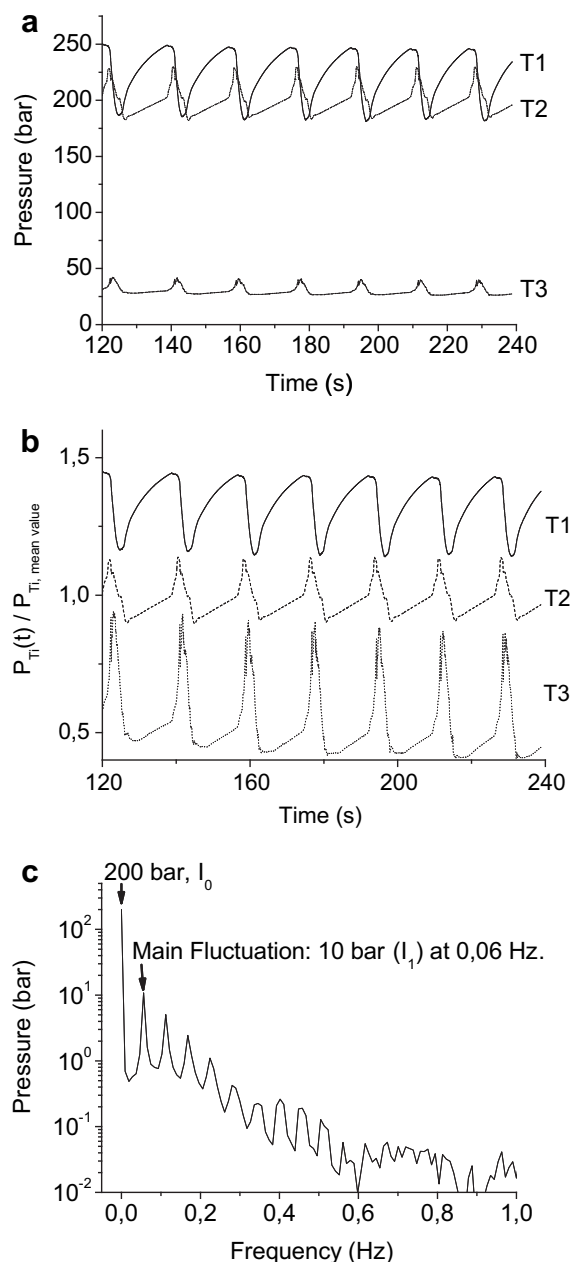 a
250
200
150
100
50
0
Pressure (bar)
T1
T2
T3
120 140 160 180 200 220 240
Time (s)
b
1,5
1,0
0,5
P_Ti(t) / P_Ti, mean value
T1
T2
T3
120 160 200 240
Time (s)
c
200 bar, I_0
Main Fluctuation: 10 bar (I_1) at 0,06 Hz.
10^2
10^1
10^0
10^-1
10^-2
Pressure (bar)
0,0 0,2 0,4 0,6 0,8 1,0
Frequency (Hz)